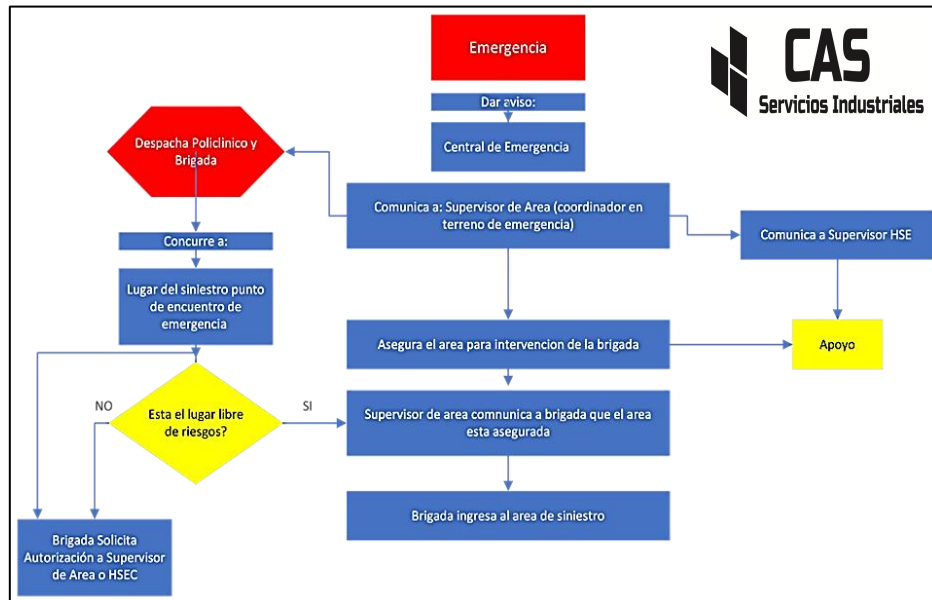 Emergencia
CAS
Servicios Industriales
Dar aviso:
Central de Emergencia
Despacha Policlinico y
Brigada
Comunica a: Supervisor de Area (coordinador en
terreno de emergencia)
Comunica a Supervisor HSE
Concurre a:
Lugar del siniestro punto
de encuentro de
emergencia
Asegura el area para intervencion de la brigada
Apoyo
NO
Esta el lugar libre
de riesgos?
SI
Supervisor de area comnunica a brigada que el area
esta asegurada
Brigada ingresa al area de siniestro
Brigada Solicita
Autorización a Supervisor
de Area o HSEC